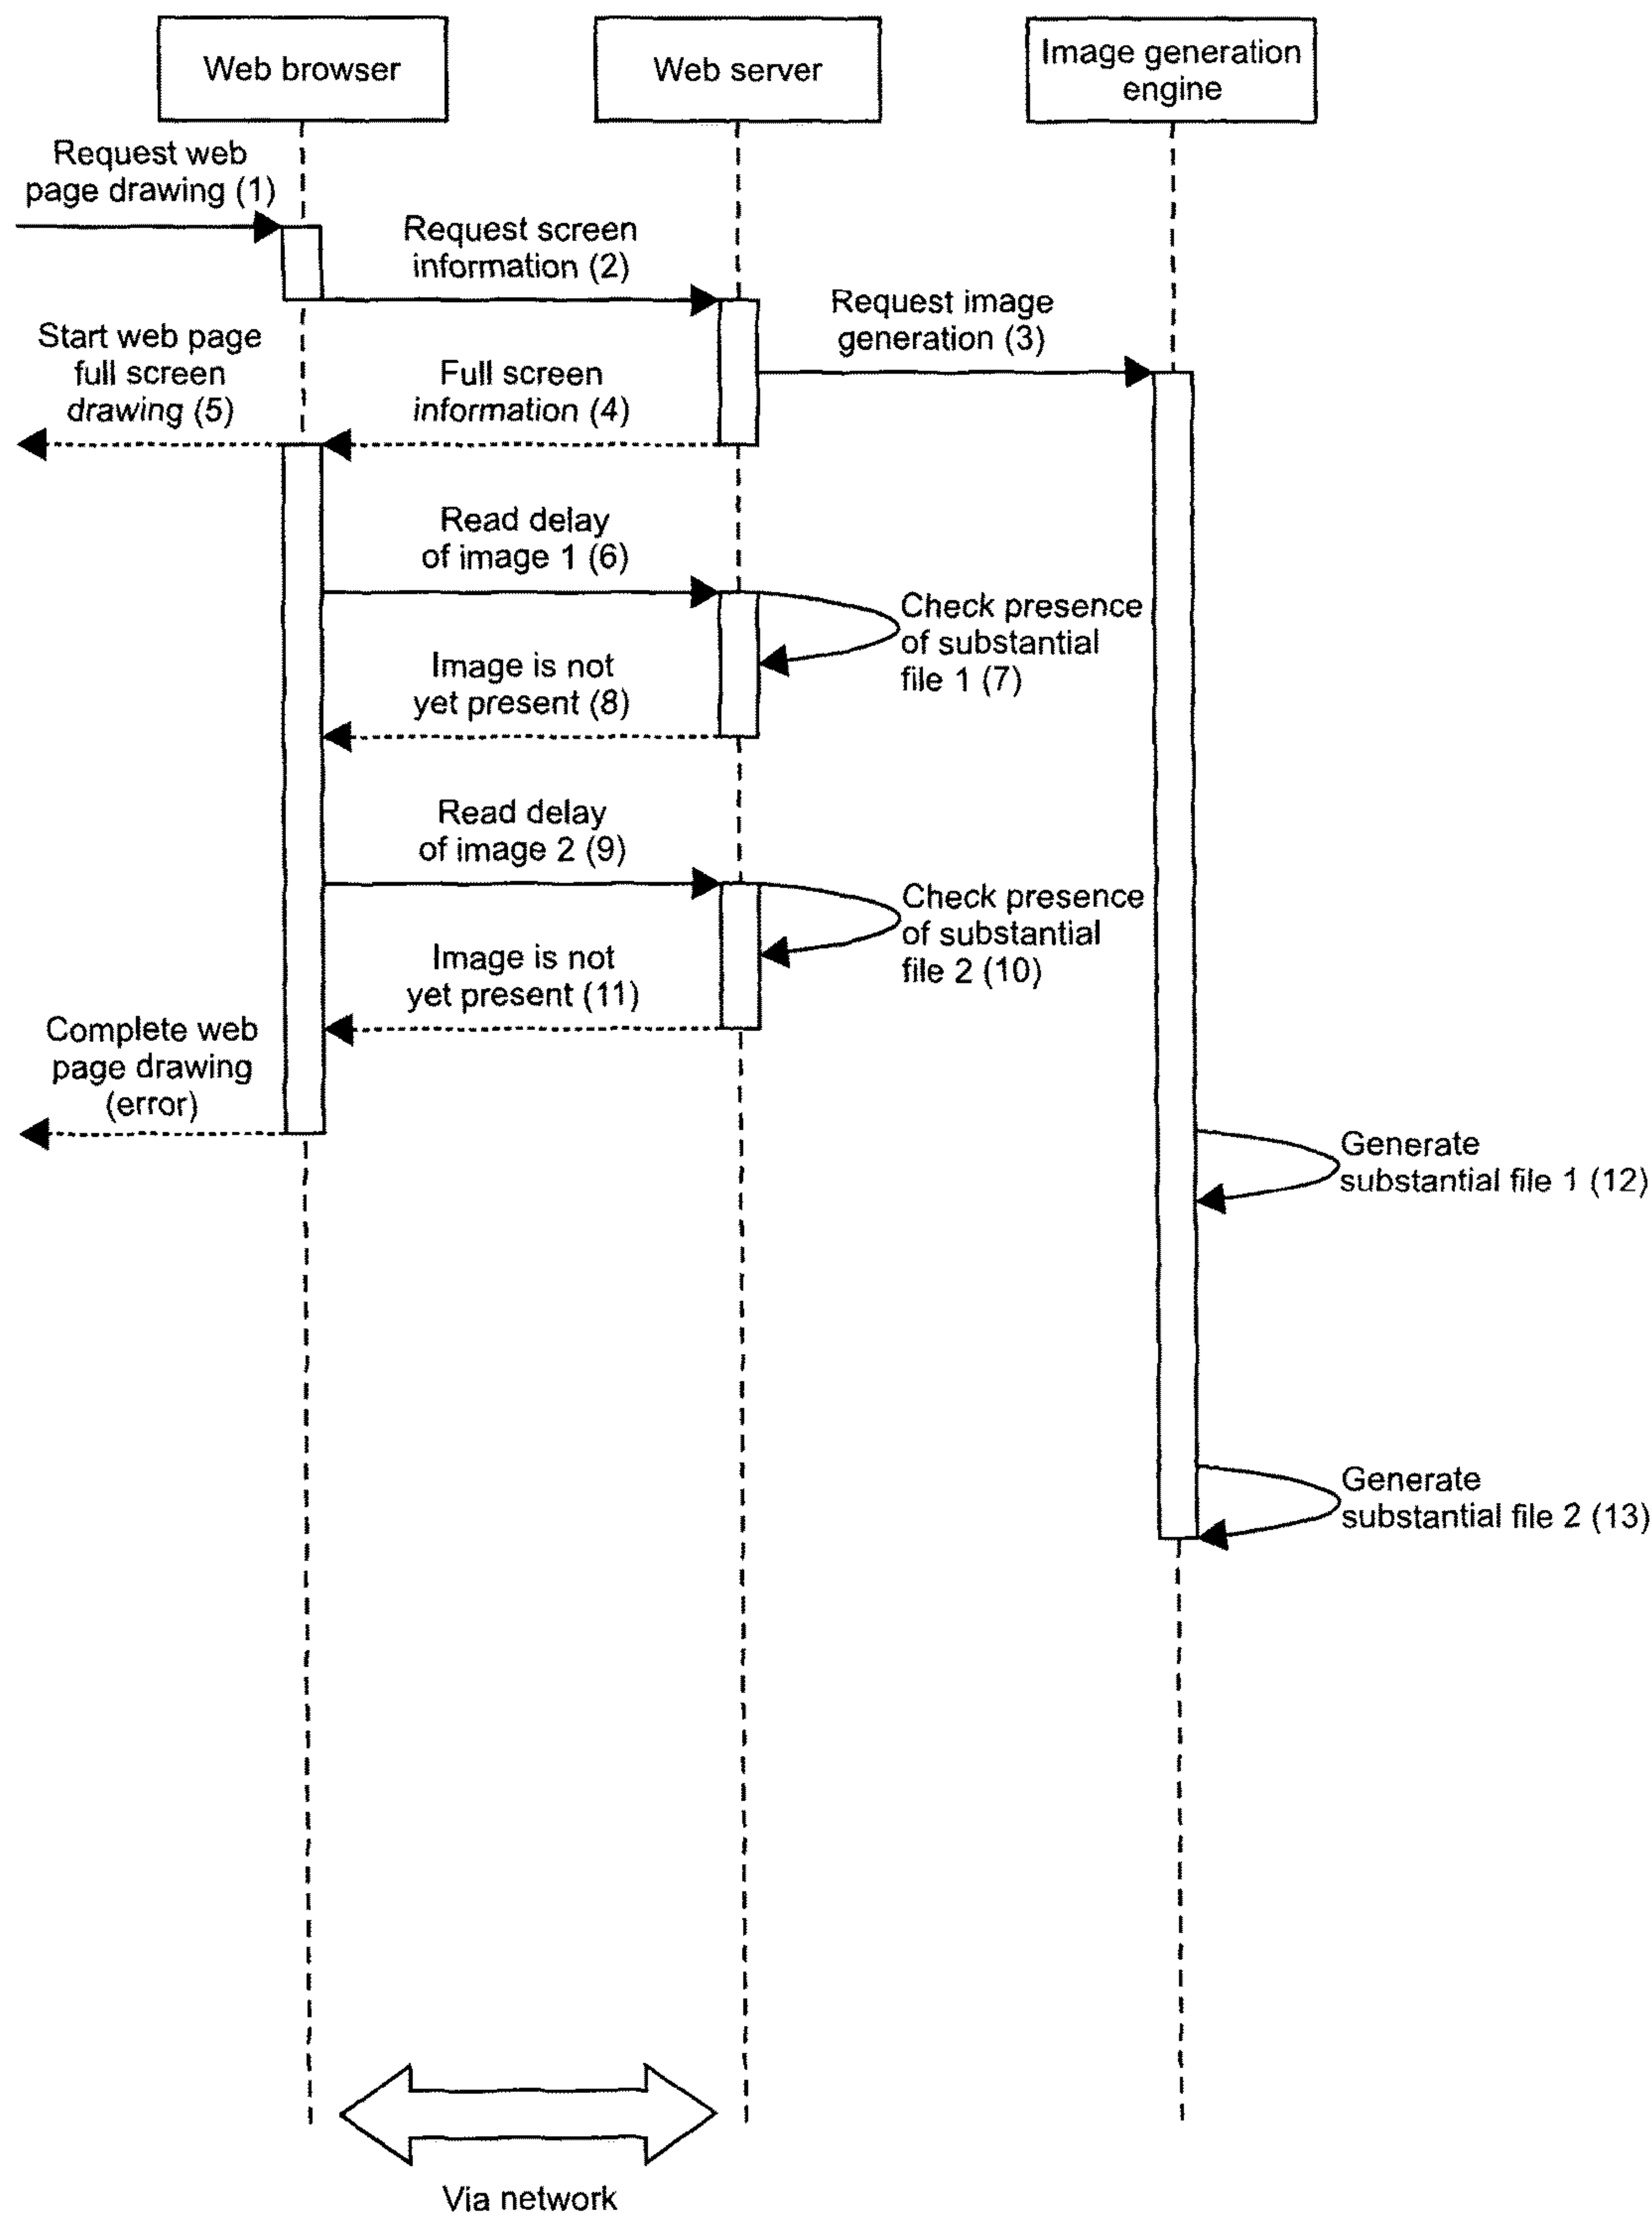 Web browser
Web server
Image generation
engine
Request web
page drawing (1)
Request screen
information (2)
Request image
generation (3)
Start web page
full screen
drawing (5)
Full screen
information (4)
Read delay
of image 1 (6)
Check presence
of substantial
file 1 (7)
Image is not
yet present (8)
Read delay
of image 2 (9)
Check presence
of substantial
file 2 (10)
Image is not
yet present (11)
Complete web
page drawing
(error)
Generate
substantial file 1 (12)
Generate
substantial file 2 (13)
Via network